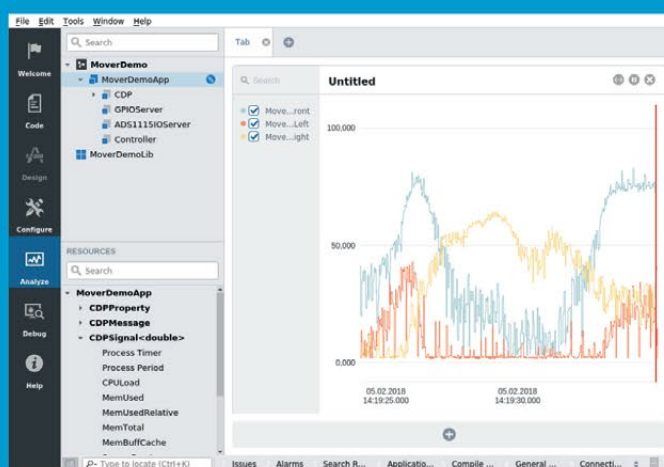 File Edit Tools Window Help
Welcome
Code
Design
Configure
Analyze
Debug
Help
Search
MoverDemo
MoverDemoApp
CDP
GPIOServer
ADS1115IOServer
Controller
MoverDemoLib
RESOURCES
Search
MoverDemoApp
CDPProperty
CDPMessage
CDPSignal<double>
Process Timer
Process Period
CPULoad
MemUsed
MemUsedRelative
MemTotal
MemBuffCache
Tab
Search
Move...ront
Move...Left
Move...ight
Untitled
100,000
50,000
0,000
05.02.2018
14:19:25.000
05.02.2018
14:19:30.000
Type to locate (Ctrl+K)
Issues Alarms Search R... Applicatio... Compile ... General ... Connecti...